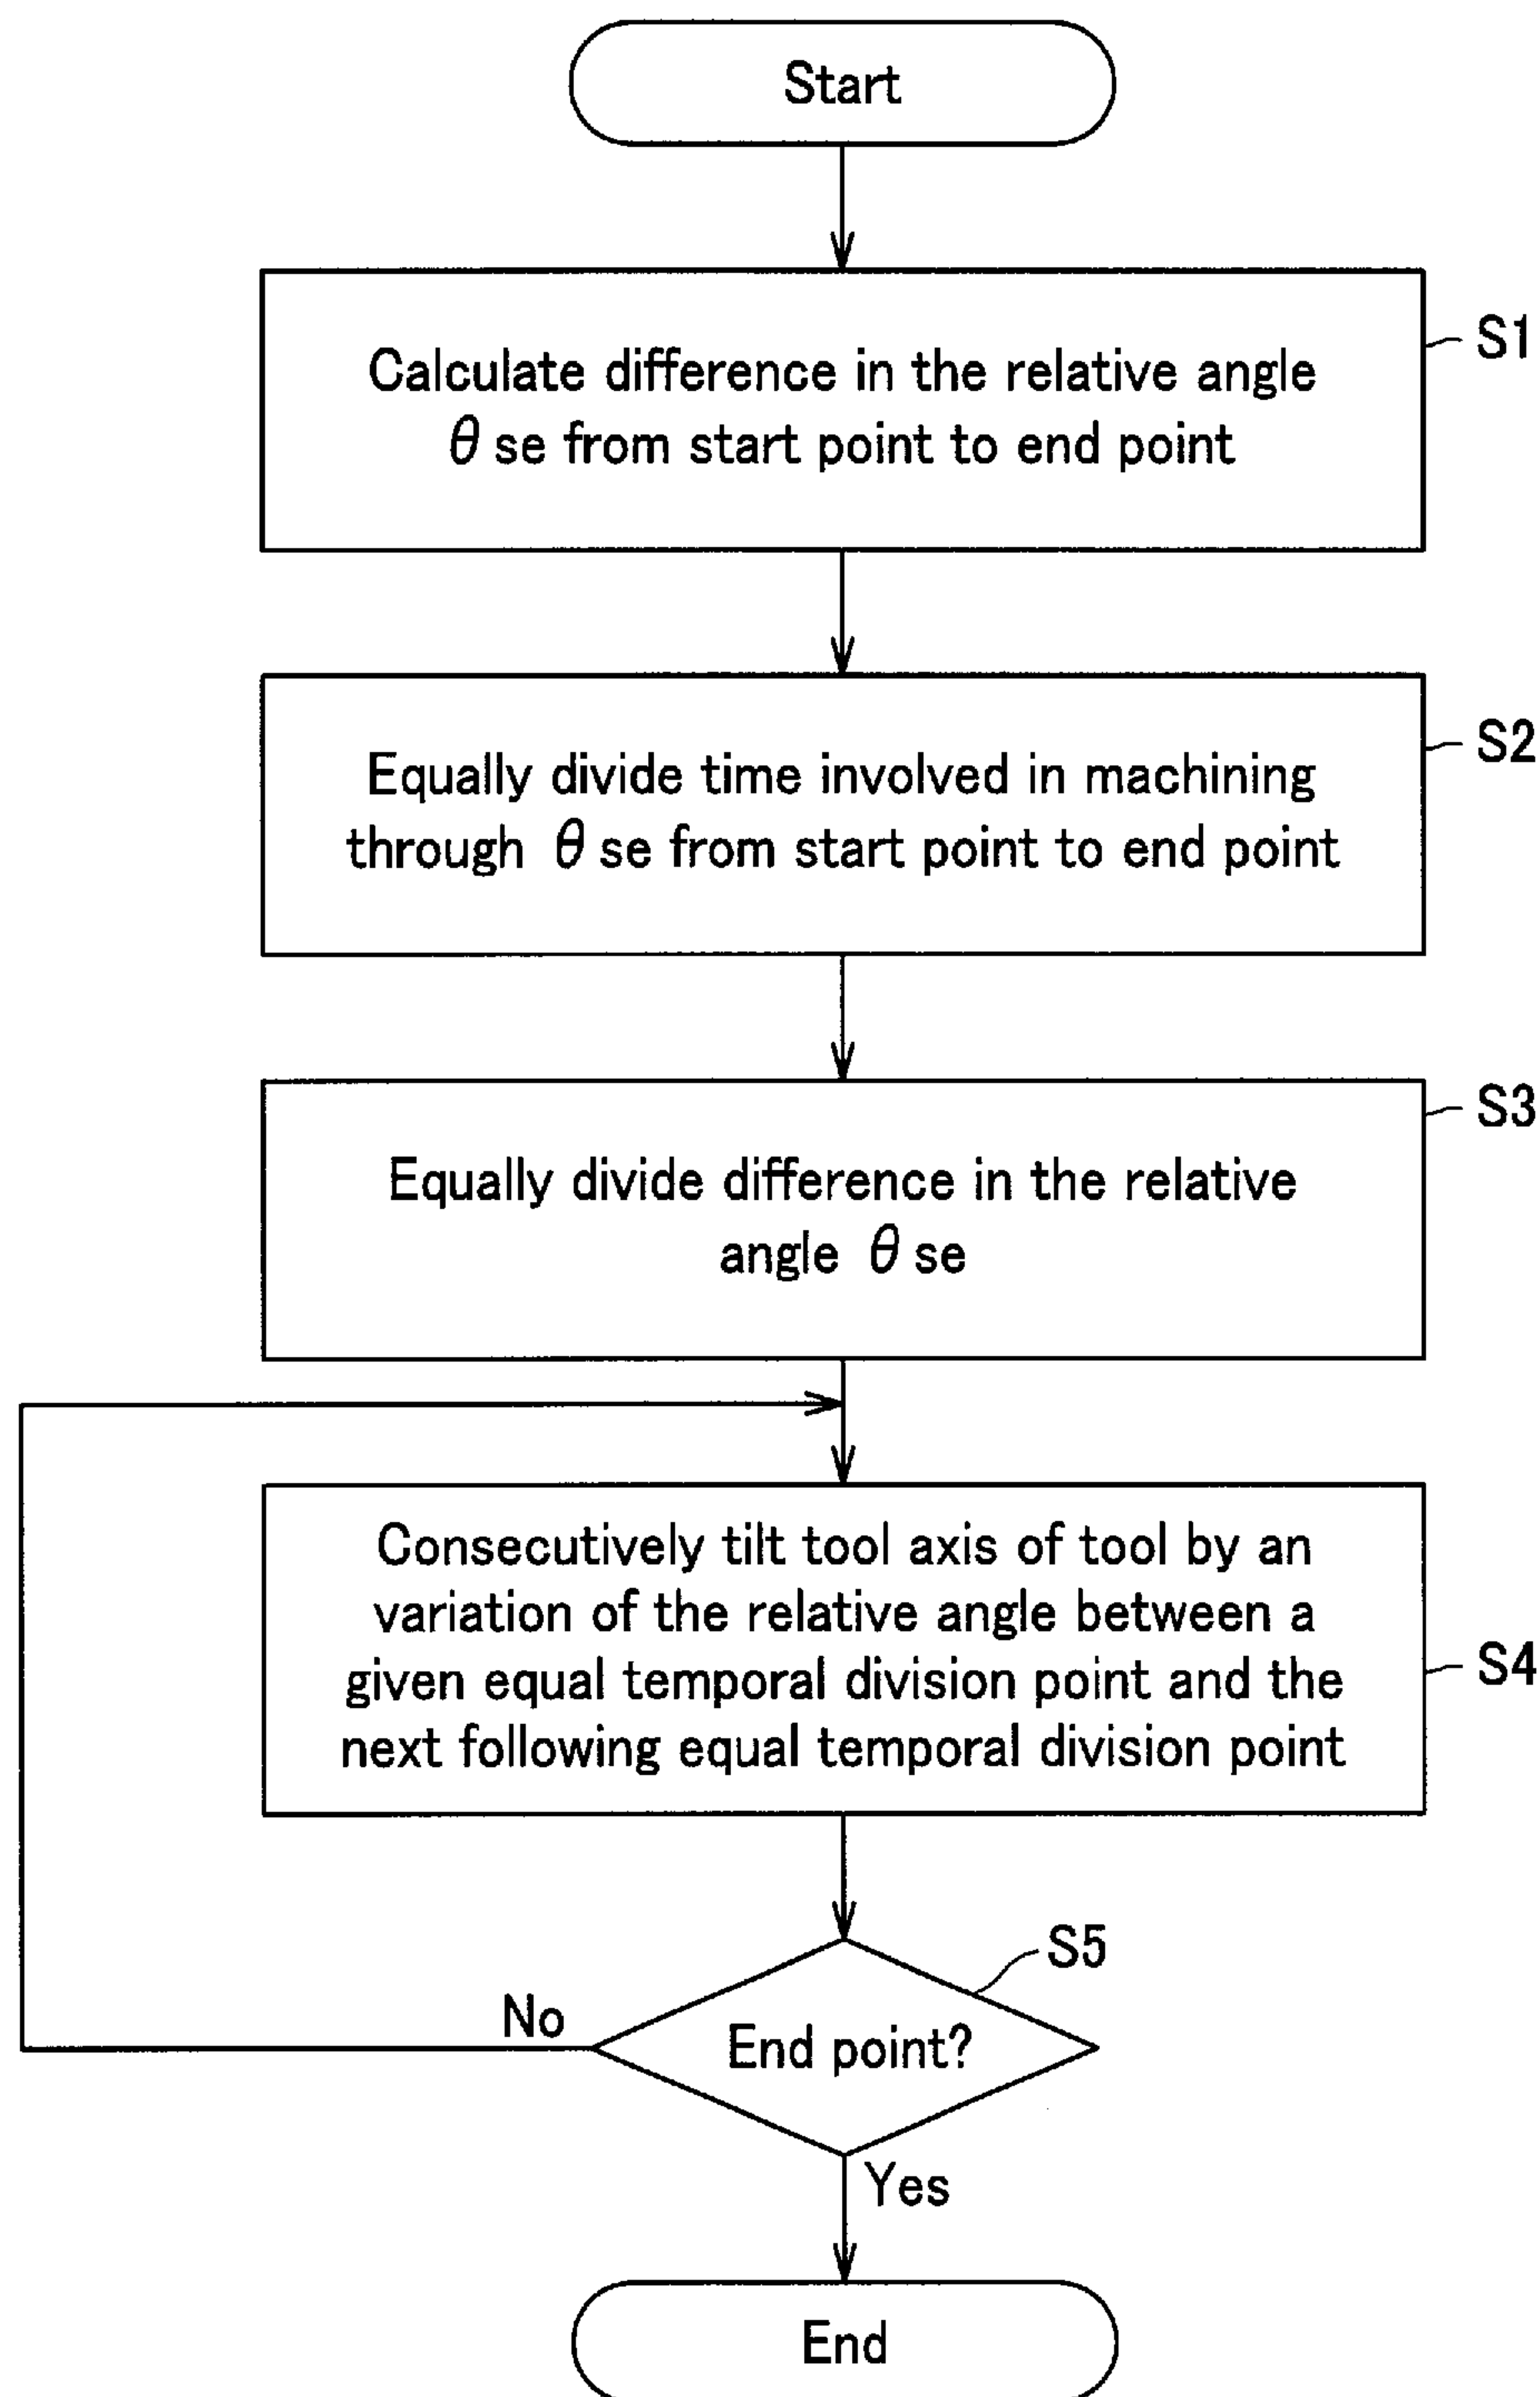 Start
Calculate difference in the relative angle
θ se from start point to end point
S1
Equally divide time involved in machining
through θ se from start point to end point
S2
Equally divide difference in the relative
angle θ se
S3
Consecutively tilt tool axis of tool by an
variation of the relative angle between a
given equal temporal division point and the
next following equal temporal division point
S4
S5
End point?
No
Yes
End